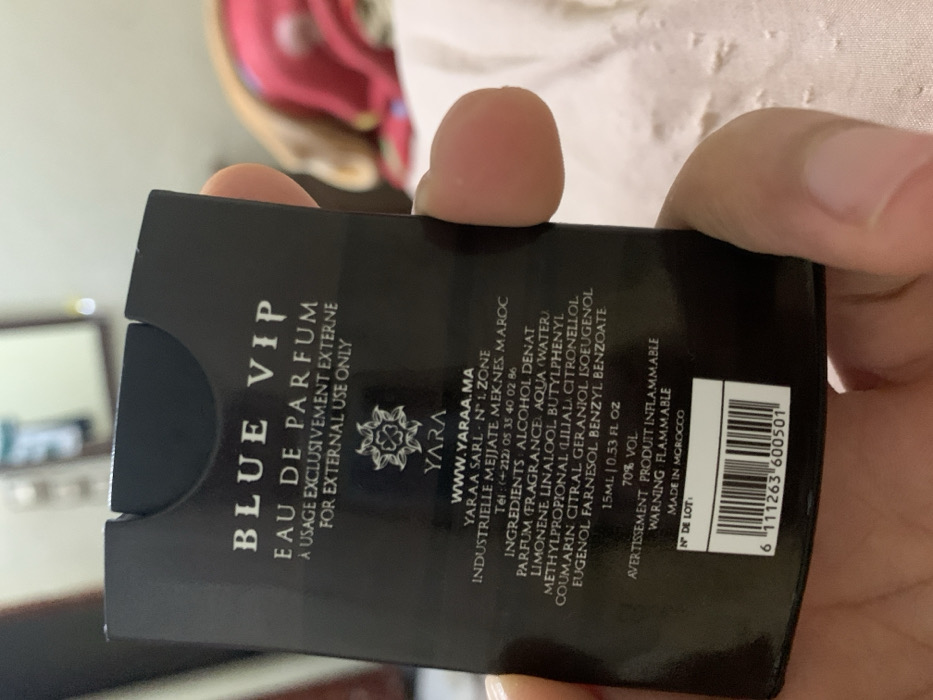 BLUE VIP
EAU DE PARFUM
À USAGE EXCLUSIVEMENT EXTERNE
FOR EXTERNAL USE ONLY
YARA
WWW.YARAA.MA
YARAA SARL - N° 1, ZONE
INDUSTRIELLE MEJJATE, MEKNES, MAROC
Tél : (+212) 05 35 40 02 86
INGREDIENTS : ALCOHOL DENAT
PARFUM (FRAGRANCE, AQUA (WATER)
LIMONENE LINALOOL, BUTYLPHENYL
METHYLPROPIONAL (LILIAL), CITRONELLOL
COUMARIN, CITRAL, GERANIOL, ISOEUGENOL
EUGENOL, FARNESOL, BENZYL BENZOATE
15ML | 0.53 FL OZ
70% VOL
AVERTISSEMENT PRODUIT INFLAMMABLE
WARNING FLAMMABLE
MADE IN MOROCCO
N° DE LOT:
6 111263 600501